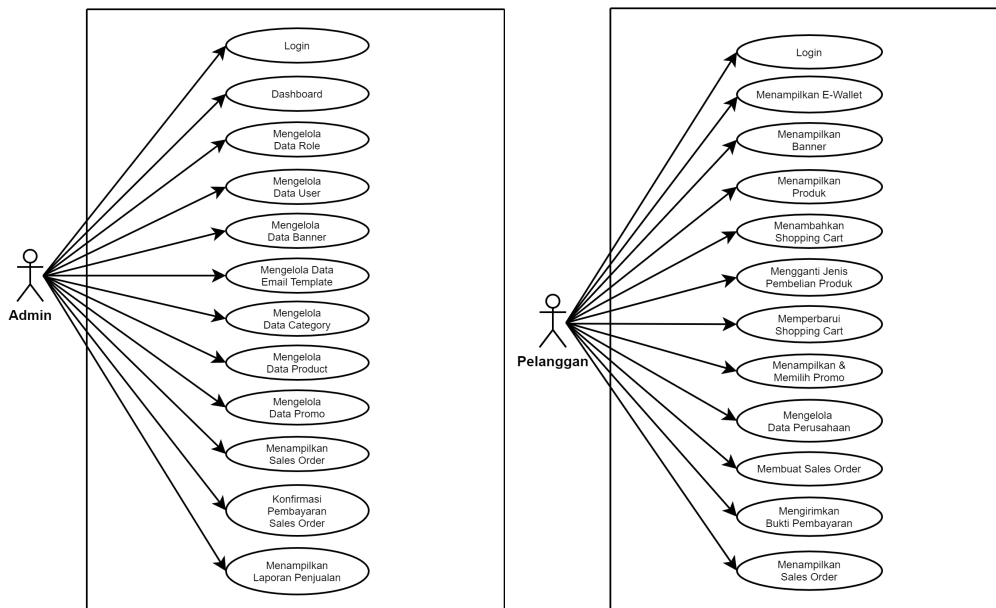 Login
Dashboard
Mengelola
Data Role
Mengelola
Data User
Mengelola
Data Banner
Mengelola Data
Email Template
Mengelola
Data Category
Mengelola
Data Product
Mengelola
Data Promo
Menampilkan
Sales Order
Konfirmasi
Pembayaran
Sales Order
Menampilkan
Laporan Penjualan
Admin
Login
Menampilkan E-Wallet
Menampilkan
Banner
Menampilkan
Produk
Menambahkan
Shopping Cart
Mengganti Jenis
Pembelian Produk
Memperbarui
Shopping Cart
Menampilkan &
Memilih Promo
Mengelola
Data Perusahaan
Membuat Sales Order
Mengirimkan
Bukti Pembayaran
Menampilkan
Sales Order
Pelanggan